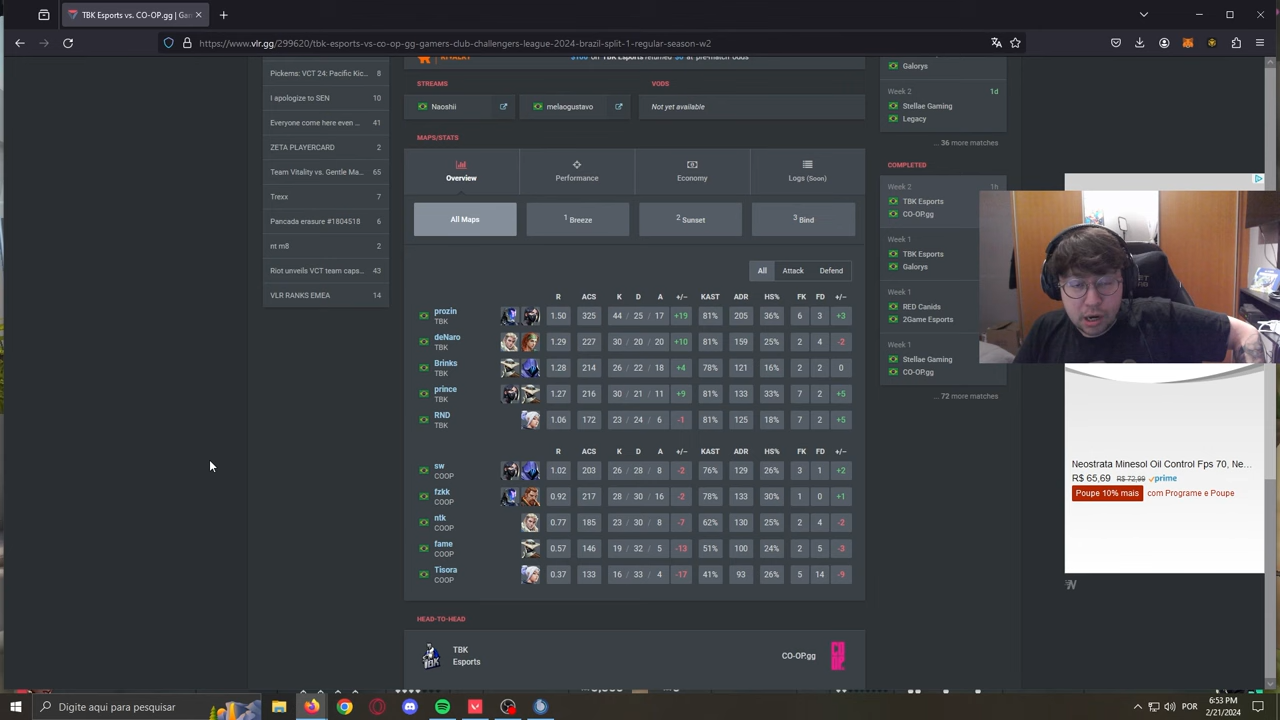 TBK Esports vs. CO-OP.gg | Gam
https://www.vlr.gg/299620/tbk-esports-vs-co-op-gg-gamers-club-challengers-league-2024-brazil-split-1-regular-season-w2
Pickems: VCT 24: Pacific Kic... 8
I apologize to SEN 10
Everyone come here even ... 41
ZETA PLAYERCARD 2
Team Vitality vs. Gentle Ma... 65
Trexx 7
Pancada erasure #1804518 6
nt m8 2
Riot unveils VCT team caps... 43
VLR RANKS EMEA 14
STREAMS
Naoshii
melaogustavo
VODS
Not yet available
MAPS/STATS
Overview
Performance
Economy
Logs (Soon)
All Maps
1 Breeze
2 Sunset
3 Bind
All Attack Defend
R ACS K D A +/– KAST ADR HS% FK FD +/–
prozin
TBK
1.50 325 44 / 25 / 17 +19 81% 205 36% 6 3 +3
deNaro
TBK
1.29 227 30 / 20 / 20 +10 81% 159 25% 2 4 -2
Brinks
TBK
1.28 214 26 / 22 / 18 +4 78% 121 16% 2 2 0
prince
TBK
1.27 216 30 / 21 / 11 +9 81% 133 33% 7 2 +5
RND
TBK
1.06 172 23 / 24 / 6 -1 81% 125 18% 7 2 +5
R ACS K D A +/– KAST ADR HS% FK FD +/–
sw
COOP
1.02 203 26 / 28 / 8 -2 76% 129 26% 3 1 +2
fzkk
COOP
0.92 217 28 / 30 / 16 -2 78% 133 30% 1 0 +1
ntk
COOP
0.77 185 23 / 30 / 4 -7 62% 130 25% 2 4 -2
fame
COOP
0.57 146 19 / 32 / 5 -13 51% 100 24% 2 5 -3
Tisora
COOP
0.37 133 16 / 33 / 4 -17 41% 93 26% 5 14 -9
HEAD-TO-HEAD
TBK
Esports
CO-OP.gg
Galorys
Week 2 1d
Stellae Gaming
Legacy
... 36 more matches
COMPLETED
Week 2 1h
TBK Esports
CO-OP.gg
Week 1
TBK Esports
Galorys
Week 1
RED Canids
2Game Esports
Week 1
Stellae Gaming
CO-OP.gg
... 72 more matches
Neostrata Minesol Oil Control Fps 70, Ne...
R$ 65,69 R$ 72,99 prime
Poupe 10% mais com Programe e Poupe
Digite aqui para pesquisar
POR
6:53 PM
2/21/2024